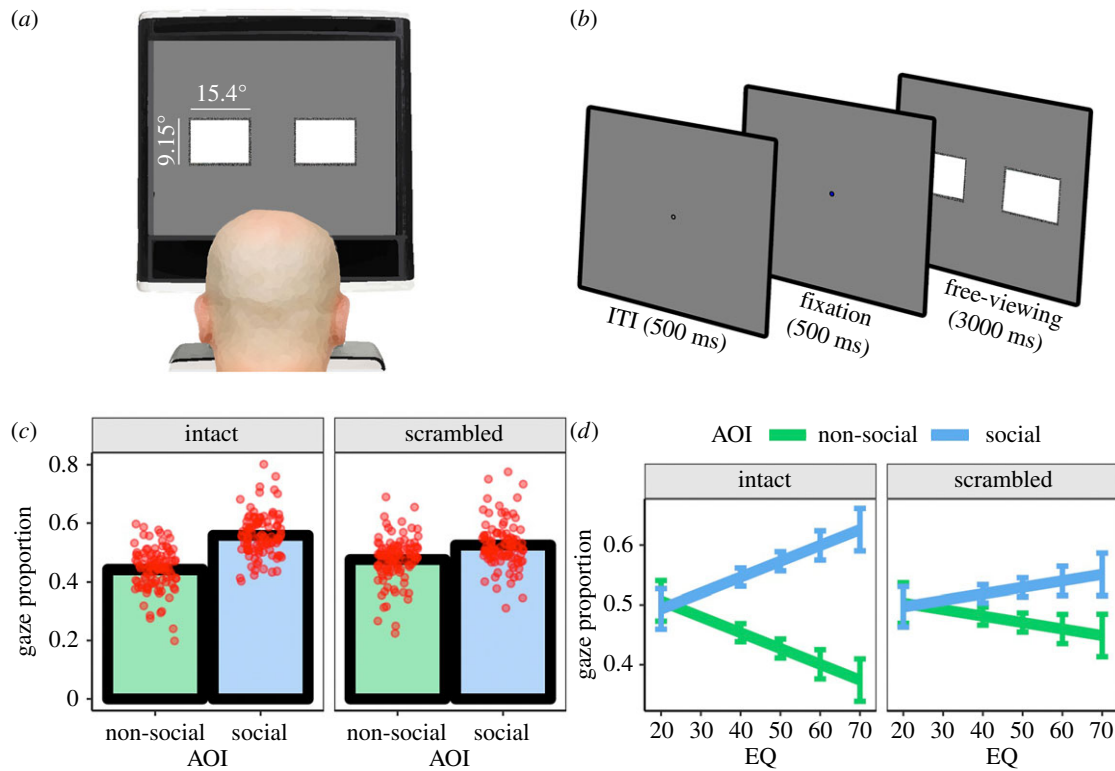 (a)
15.4°
9.15°
(b)
ITI (500 ms)
fixation
(500 ms)
free-viewing
(3000 ms)
(c)
intact
scrambled
0.8
0.6
0.4
0.2
0
gaze proportion
non-social
social
non-social
social
AOI
AOI
(d)
AOI non-social social
intact
scrambled
0.6
0.5
0.4
gaze proportion
20 30 40 50 60 70
20 30 40 50 60 70
EQ
EQ